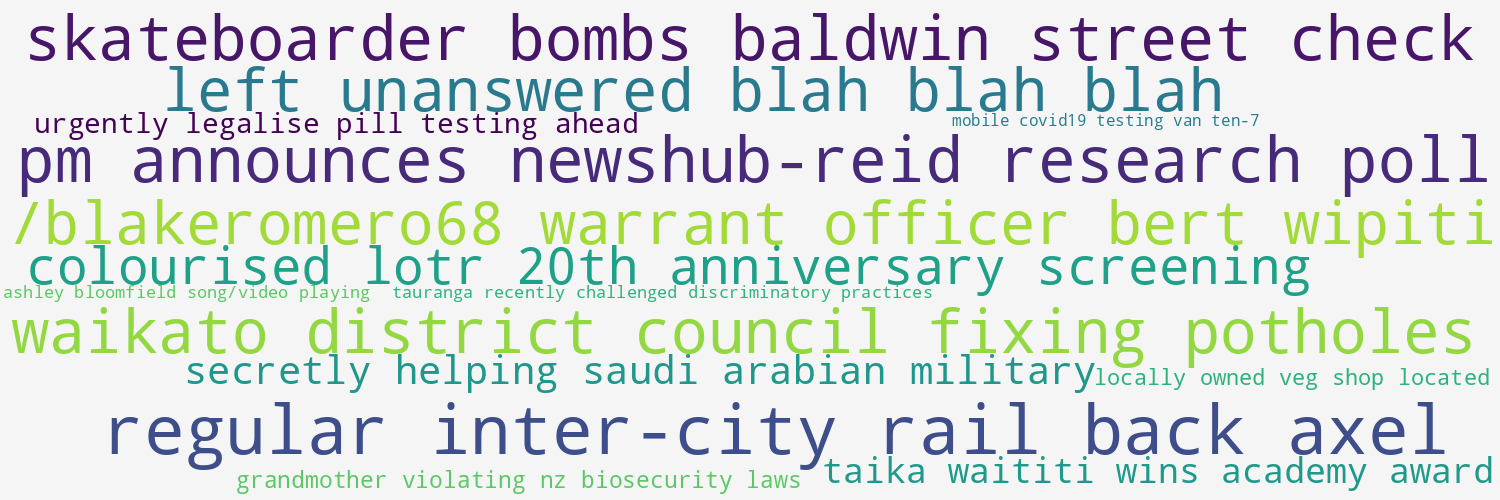 skateboarder bombs baldwin street check
left unanswered blah blah blah
urgently legalise pill testing ahead
mobile covid19 testing van ten-7
pm announces newshub-reid research poll
/blakeromero68 warrant officer bert wipiti
colourised lotr 20th anniversary screening
ashley bloomfield song/video playing
tauranga recently challenged discriminatory practices
waikato district council fixing potholes
secretly helping saudi arabian military
locally owned veg shop located
regular inter-city rail back axel
taika waititi wins academy award
grandmother violating nz biosecurity laws